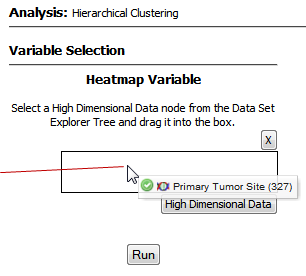 Analysis: Hierarchical Clustering
Variable Selection
Heatmap Variable
Select a High Dimensional Data node from the Data Set
Explorer Tree and drag it into the box.
X
Primary Tumor Site (327)
High Dimensional Data
Run